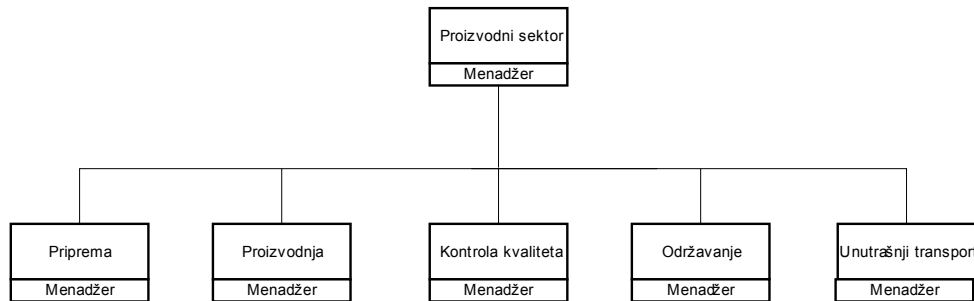 Proizvodni sektor
Menadžer
Priprema
Menadžer
Proizvodnja
Menadžer
Kontrola kvaliteta
Menadžer
Održavanje
Menadžer
Unutrašnji transport
Menadžer